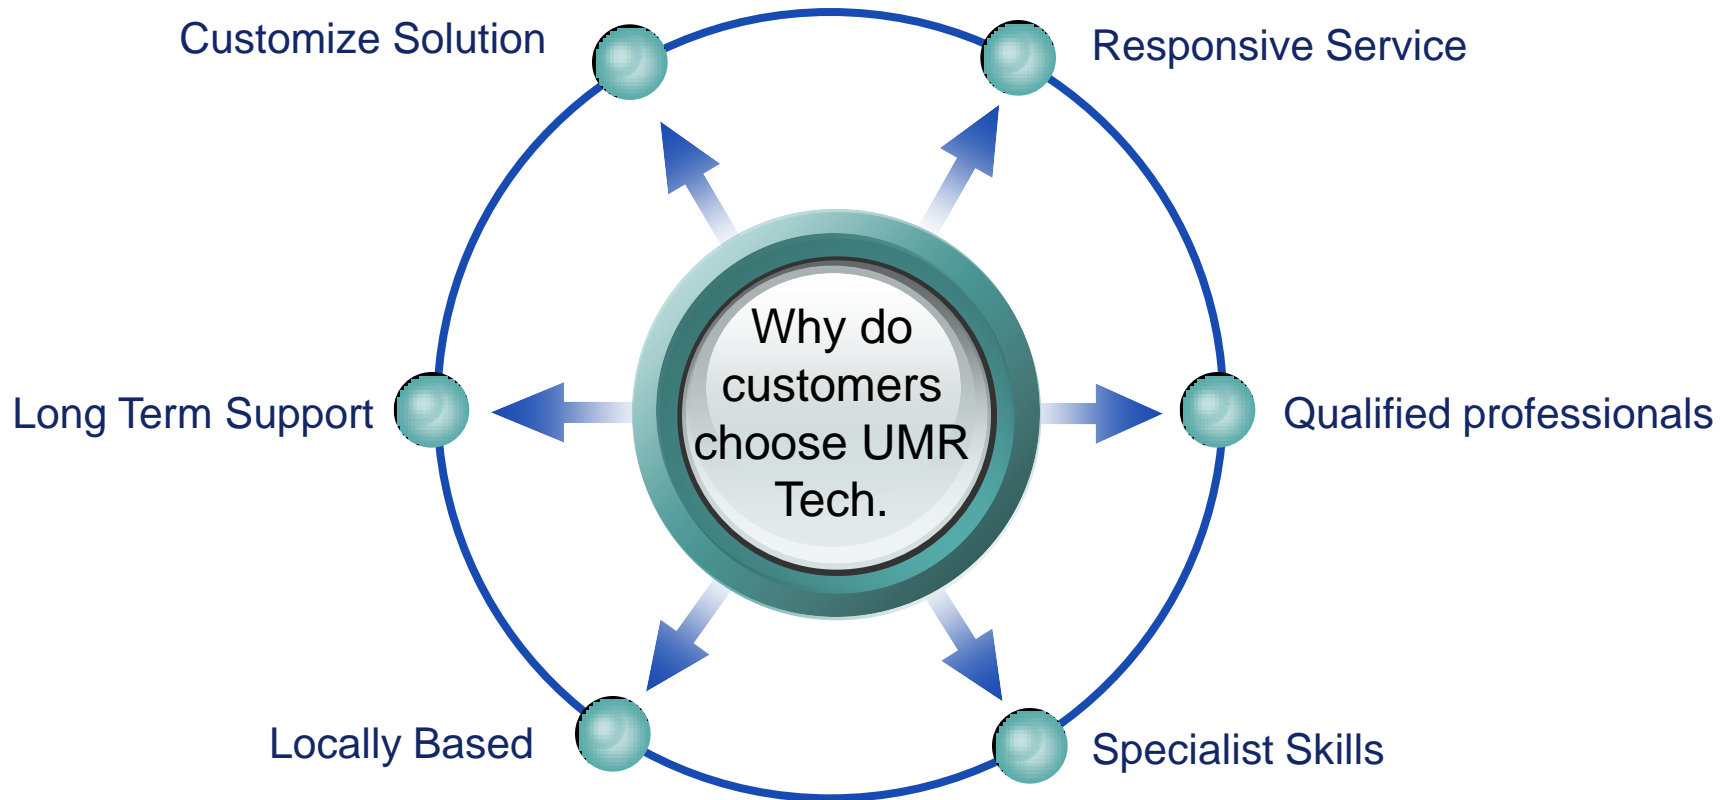 Customize Solution
Responsive Service
Why do
customers
choose UMR
Tech.
Long Term Support
Qualified professionals
Locally Based
Specialist Skills